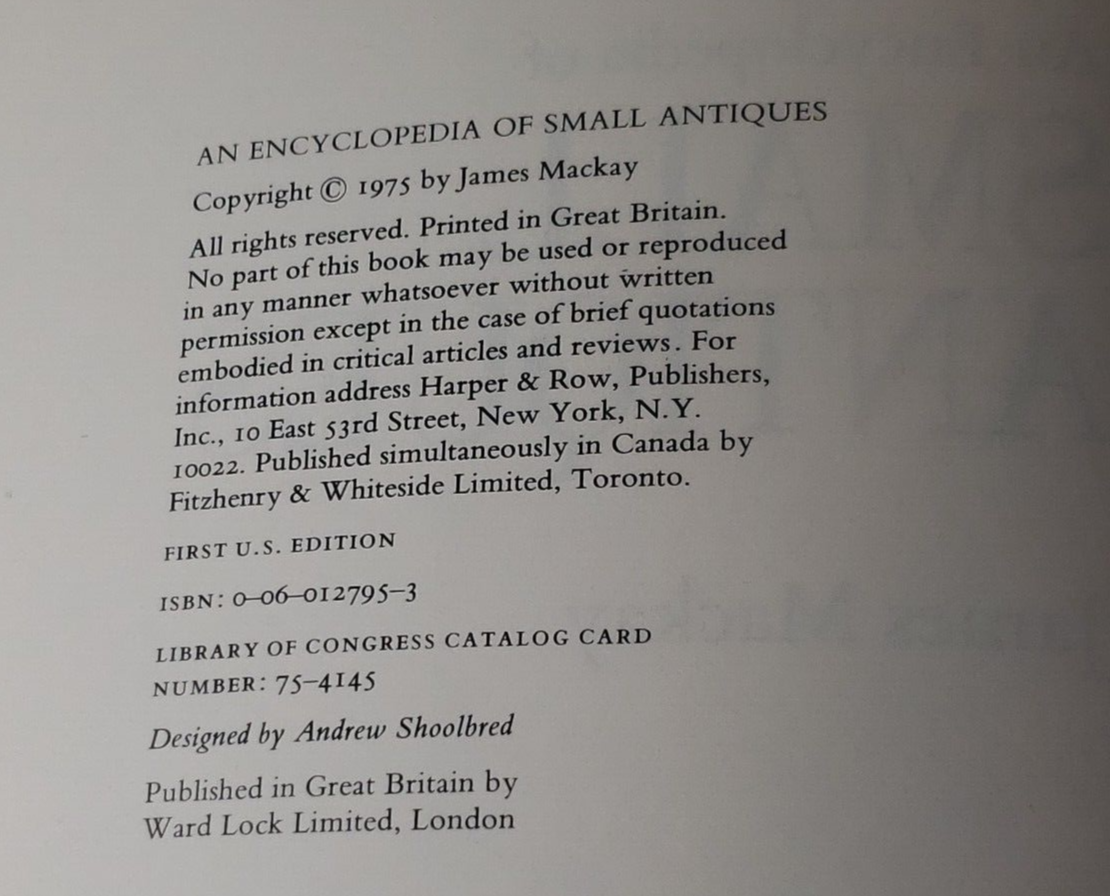 AN ENCYCLOPEDIA OF SMALL ANTIQUES
Copyright © 1975 by James Mackay
All rights reserved. Printed in Great Britain.
No part of this book may be used or reproduced
in any manner whatsoever without written
permission except in the case of brief quotations
embodied in critical articles and reviews. For
information address Harper & Row, Publishers,
Inc., 10 East 53rd Street, New York, N.Y.
10022. Published simultaneously in Canada by
Fitzhenry & Whiteside Limited, Toronto.
FIRST U.S. EDITION
ISBN: 0–06–012795–3
LIBRARY OF CONGRESS CATALOG CARD
NUMBER: 75–4145
Designed by Andrew Shoolbred
Published in Great Britain by
Ward Lock Limited, London